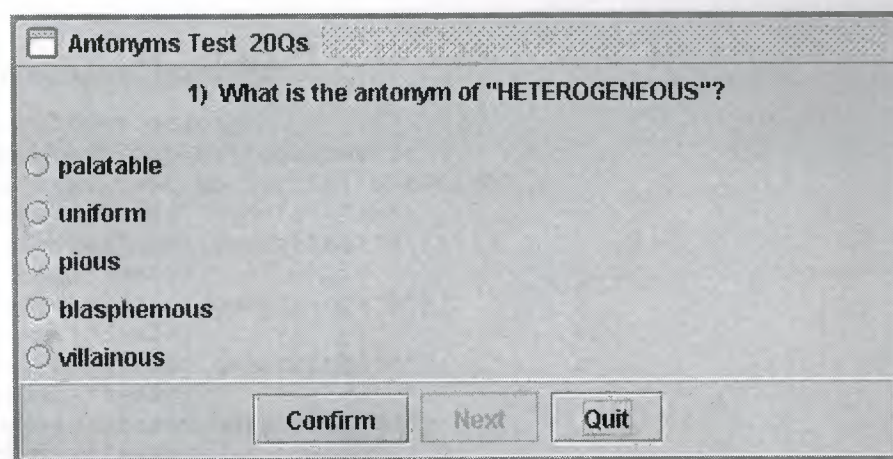 Antonyms Test 20Qs
1) What is the antonym of "HETEROGENEOUS"?
palatable
uniform
pious
blasphemous
villainous
Confirm Next Quit